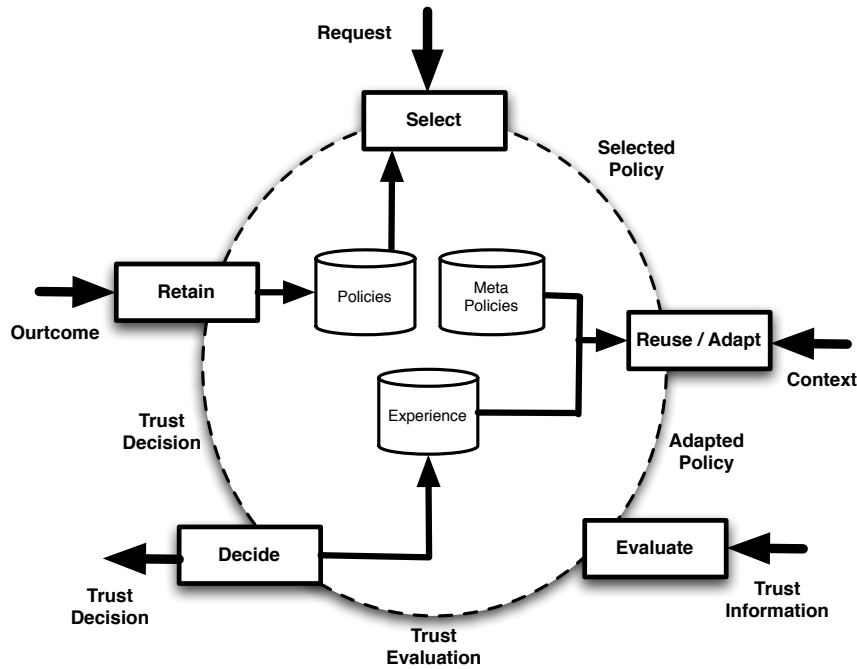 Request
Select
Selected
Policy
Retain
Policies
Meta
Policies
Reuse / Adapt
Ourtcome
Context
Experience
Trust
Decision
Adapted
Policy
Decide
Evaluate
Trust
Decision
Trust
Information
Trust
Evaluation